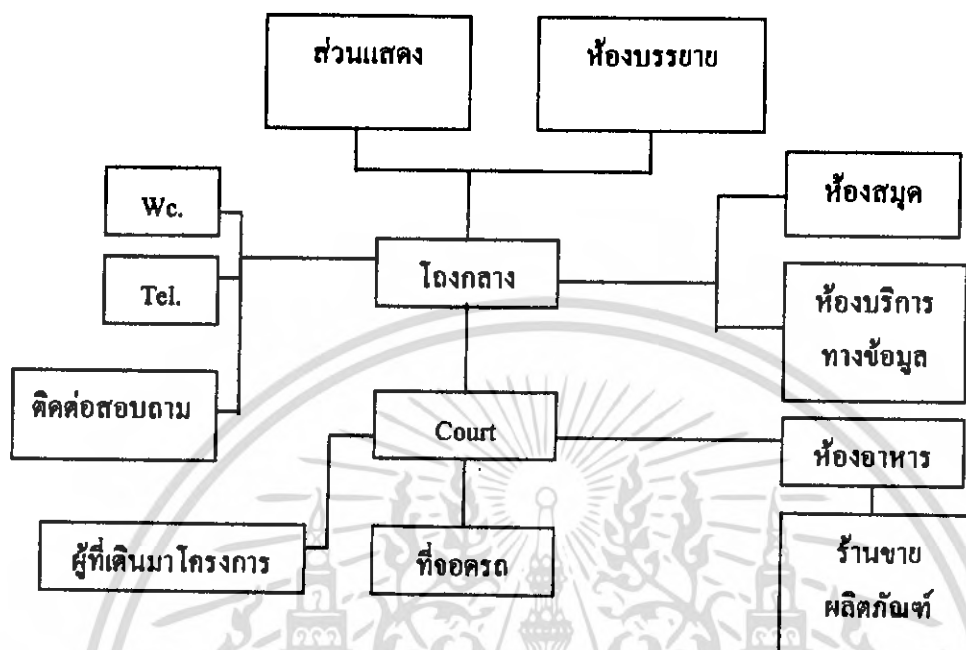 ส่วนแสดง
ห้องบรรยาย
Wc.
ห้องสมุด
Tel.
โถงกลาง
ห้องบริการ
ทางข้อมูล
ติดต่อสอบถาม
Court
ห้องอาหาร
ผู้ที่เดินมาโครงการ
ที่จอดรถ
ร้านขาย
ผลิตภัณฑ์